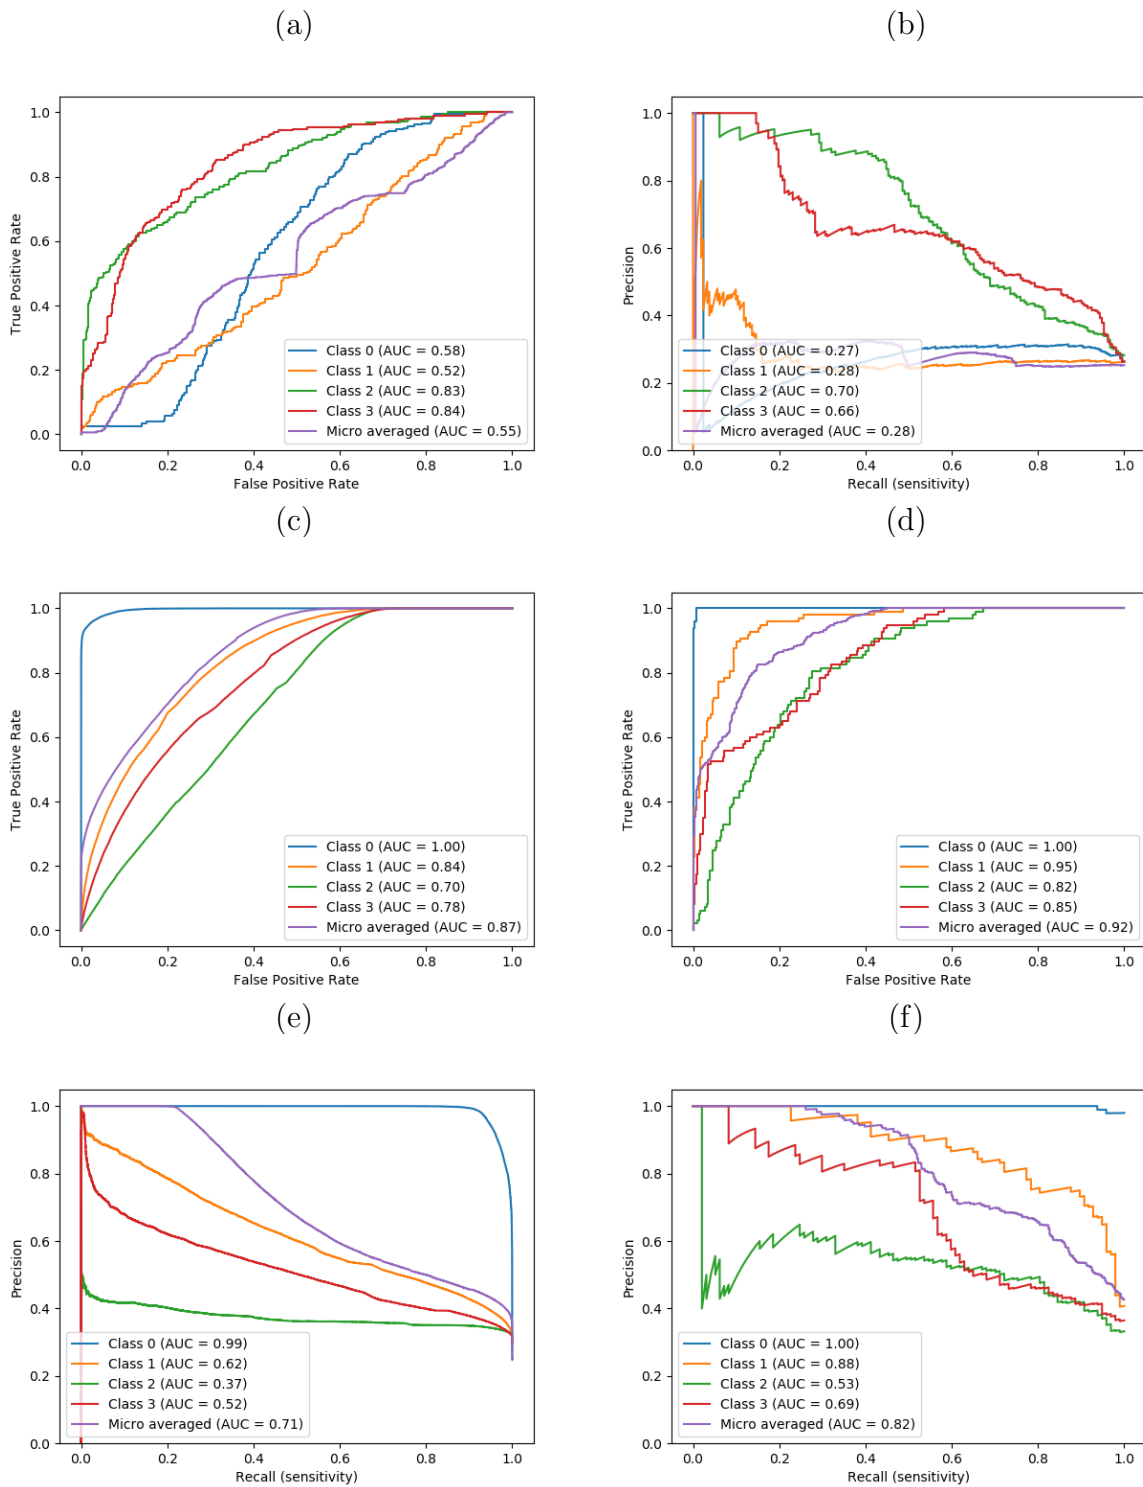 (a)
(b)
1.0
0.8
0.6
0.4
0.2
0.0
True Positive Rate
Class 0 (AUC = 0.58)
Class 1 (AUC = 0.52)
Class 2 (AUC = 0.83)
Class 3 (AUC = 0.84)
Micro averaged (AUC = 0.55)
0.0 0.2 0.4 0.6 0.8 1.0
False Positive Rate
1.0
0.8
0.6
0.4
0.2
0.0
Precision
Class 0 (AUC = 0.27)
Class 1 (AUC = 0.28)
Class 2 (AUC = 0.70)
Class 3 (AUC = 0.66)
Micro averaged (AUC = 0.28)
0.0 0.2 0.4 0.6 0.8 1.0
Recall (sensitivity)
(c)
(d)
1.0
0.8
0.6
0.4
0.2
0.0
True Positive Rate
Class 0 (AUC = 1.00)
Class 1 (AUC = 0.84)
Class 2 (AUC = 0.70)
Class 3 (AUC = 0.78)
Micro averaged (AUC = 0.87)
0.0 0.2 0.4 0.6 0.8 1.0
False Positive Rate
1.0
0.8
0.6
0.4
0.2
0.0
True Positive Rate
Class 0 (AUC = 1.00)
Class 1 (AUC = 0.95)
Class 2 (AUC = 0.82)
Class 3 (AUC = 0.85)
Micro averaged (AUC = 0.92)
0.0 0.2 0.4 0.6 0.8 1.0
False Positive Rate
(e)
(f)
1.0
0.8
0.6
0.4
0.2
0.0
Precision
Class 0 (AUC = 0.99)
Class 1 (AUC = 0.62)
Class 2 (AUC = 0.37)
Class 3 (AUC = 0.52)
Micro averaged (AUC = 0.71)
0.0 0.2 0.4 0.6 0.8 1.0
Recall (sensitivity)
1.0
0.8
0.6
0.4
0.2
0.0
Precision
Class 0 (AUC = 1.00)
Class 1 (AUC = 0.88)
Class 2 (AUC = 0.53)
Class 3 (AUC = 0.69)
Micro averaged (AUC = 0.82)
0.0 0.2 0.4 0.6 0.8 1.0
Recall (sensitivity)